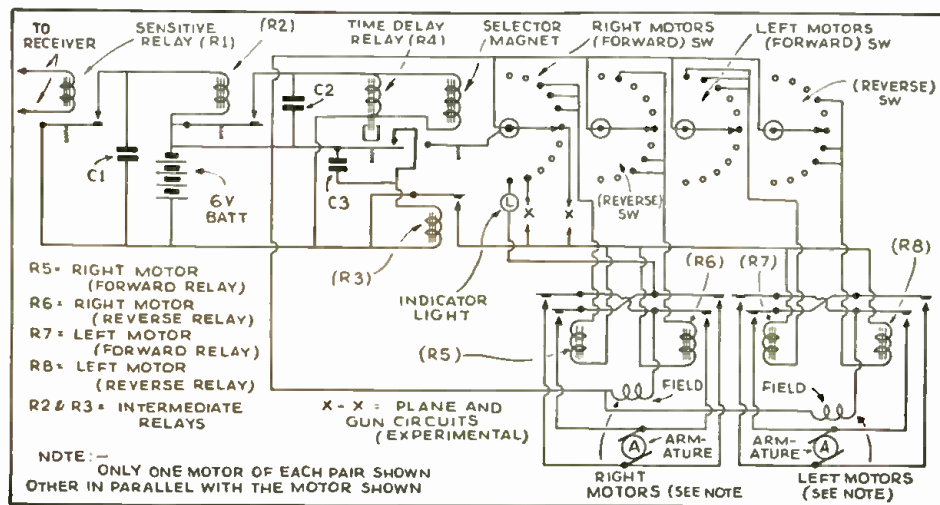 TO
RECEIVER
SENSITIVE
RELAY (R1)
(R2)
TIME DELAY
RELAY (R4)
SELECTOR
MAGNET
RIGHT MOTORS
(FORWARD) SW
LEFT MOTORS
(FORWARD) SW
(REVERSE)
SW
C2
C1
6V
BATT
C3
(REVERSE)
SW
L
X
X
(R3)
INDICATOR
LIGHT
(R6)
(R7)
(R8)
(R5)
R5= RIGHT MOTOR
(FORWARD RELAY)
R6= RIGHT MOTOR
(REVERSE RELAY)
R7= LEFT MOTOR
(FORWARD RELAY)
R8= LEFT MOTOR
(REVERSE RELAY)
R2 & R3= INTERMEDIATE
RELAYS
X-X = PLANE AND
GUN CIRCUITS
(EXPERIMENTAL)
FIELD
FIELD
A
ARM-
ATURE
ARM-
ATURE
A
NOTE:-
ONLY ONE MOTOR OF EACH PAIR SHOWN
OTHER IN PARALLEL WITH THE MOTOR SHOWN
RIGHT
MOTORS (SEE NOTE
LEFT MOTORS
(SEE NOTE)